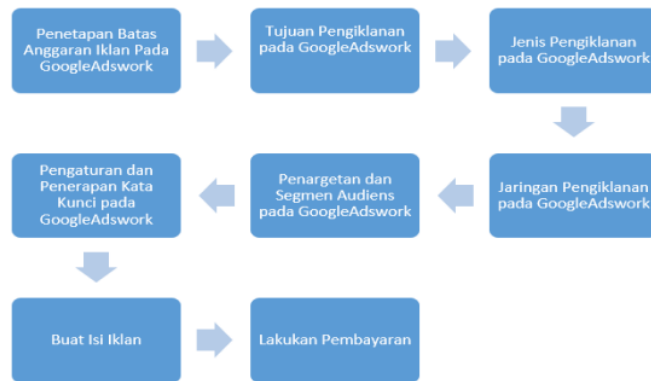 Penetapan Batas
Anggaran Iklan Pada
GoogleAdswork
Tujuan Pengiklanan
pada GoogleAdswork
Jenis Pengiklanan
pada GoogleAdswork
Jaringan Pengiklanan
pada GoogleAdswork
Penargetan dan
Segmen Audiens
pada GoogleAdswork
Pengaturan dan
Penerapan Kata
Kunci pada
GoogleAdswork
Buat Isi Iklan
Lakukan Pembayaran